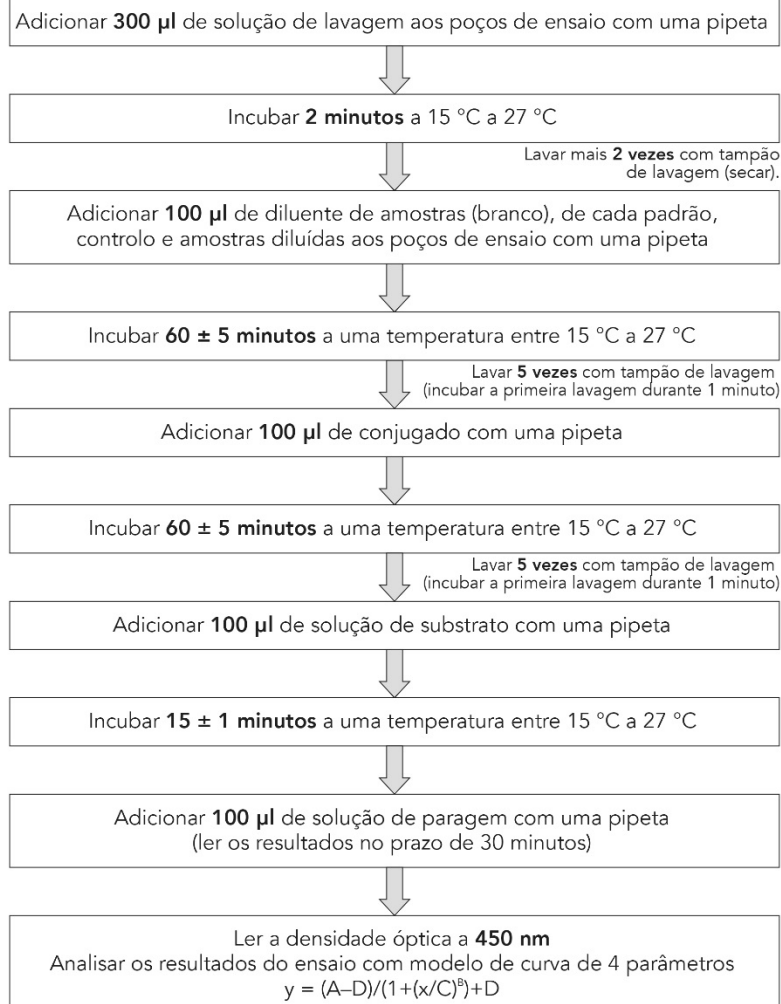 Adicionar 300 µl de solução de lavagem aos poços de ensaio com uma pipeta
Incubar 2 minutos a 15 °C a 27 °C
Lavar mais 2 vezes com tampão
de lavagem (secar).
Adicionar 100 µl de diluente de amostras (branco), de cada padrão,
controlo e amostras diluídas aos poços de ensaio com uma pipeta
Incubar 60 ± 5 minutos a uma temperatura entre 15 °C a 27 °C
Lavar 5 vezes com tampão de lavagem
(incubar a primeira lavagem durante 1 minuto)
Adicionar 100 µl de conjugado com uma pipeta
Incubar 60 ± 5 minutos a uma temperatura entre 15 °C a 27 °C
Lavar 5 vezes com tampão de lavagem
(incubar a primeira lavagem durante 1 minuto)
Adicionar 100 µl de solução de substrato com uma pipeta
Incubar 15 ± 1 minutos a uma temperatura entre 15 °C a 27 °C
Adicionar 100 µl de solução de paragem com uma pipeta
(ler os resultados no prazo de 30 minutos)
Ler a densidade óptica a 450 nm
Analisar os resultados do ensaio com modelo de curva de 4 parâmetros
y = (A–D)/(1+(x/C)ᴮ)+D